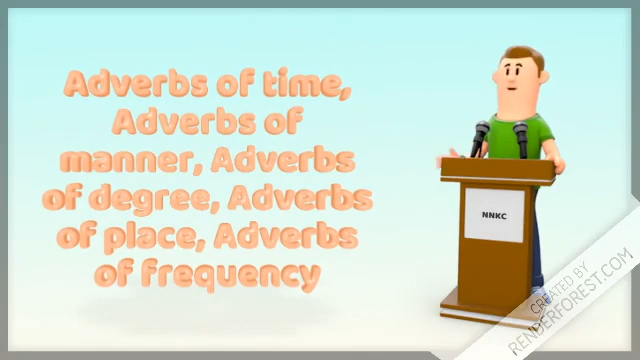 Adverbs of time,
Adverbs of
manner, Adverbs
of degree, Adverbs
of place, Adverbs
of frequency
NNKC
CREATED BY
RENDERFOREST.COM